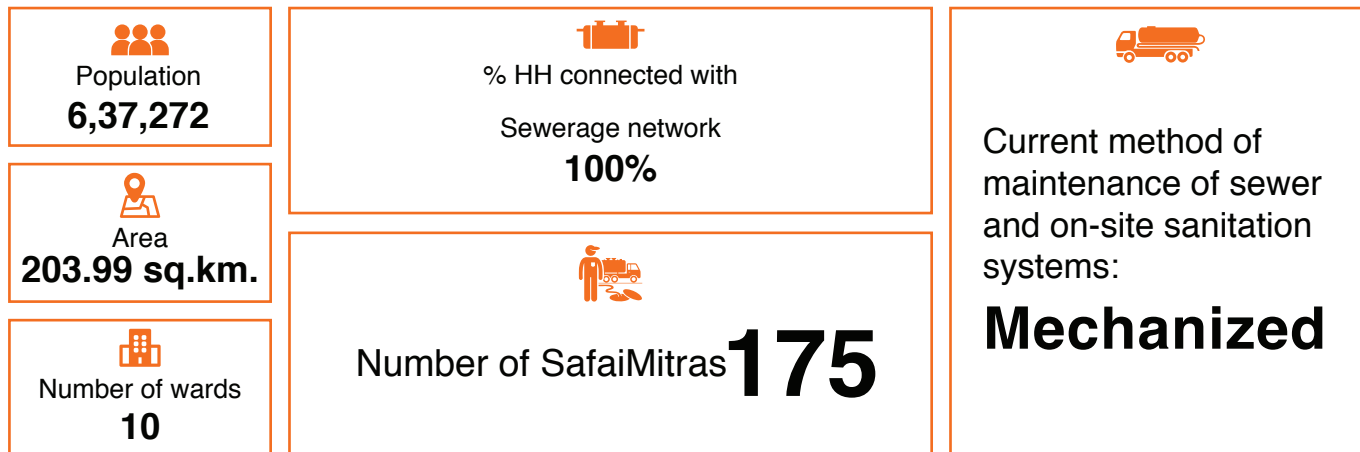 Population
6,37,272
Area
203.99 sq.km.
Number of wards
10
% HH connected with
Sewerage network
100%
Number of SafaiMitras 175
Current method of
maintenance of sewer
and on-site sanitation
systems:
Mechanized